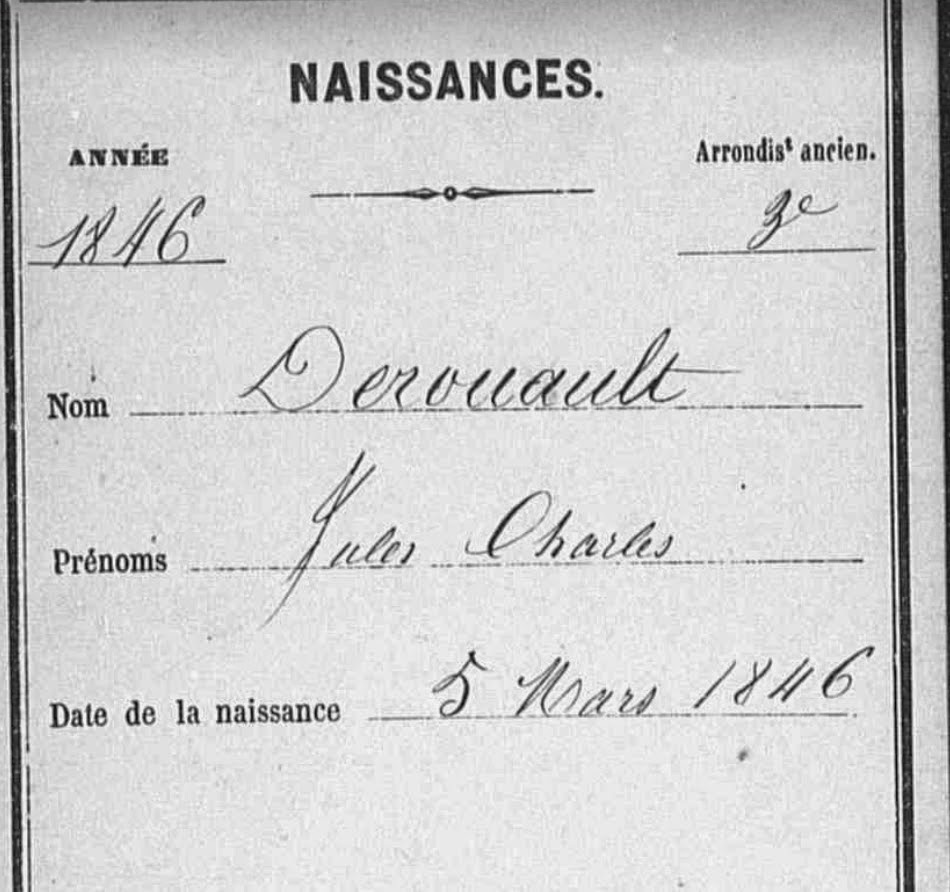 NAISSANCES.
ANNÉE
Arrondis^t ancien.
1846
3e
Nom Derouault
Prénoms Jules Charles
Date de la naissance 5 Mars 1846